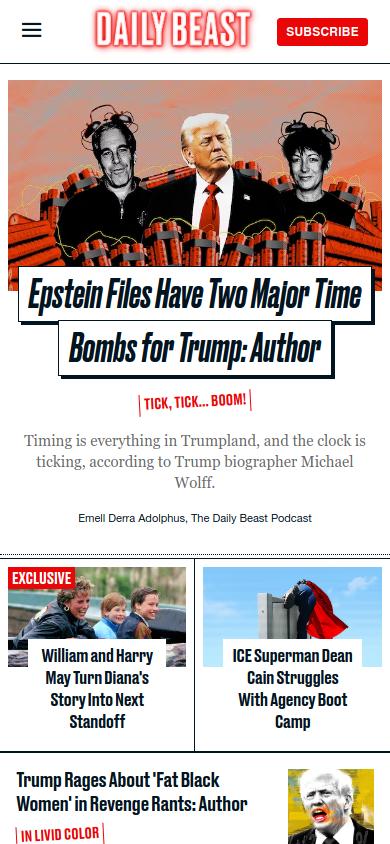 DAILY BEAST
SUBSCRIBE
Epstein Files Have Two Major Time
Bombs for Trump: Author
TICK, TICK... BOOM!
Timing is everything in Trumpland, and the clock is
ticking, according to Trump biographer Michael
Wolff.
Emell Derra Adolphus, The Daily Beast Podcast
EXCLUSIVE
William and Harry
May Turn Diana's
Story Into Next
Standoff
ICE Superman Dean
Cain Struggles
With Agency Boot
Camp
Trump Rages About 'Fat Black
Women' in Revenge Rants: Author
IN LIVID COLOR